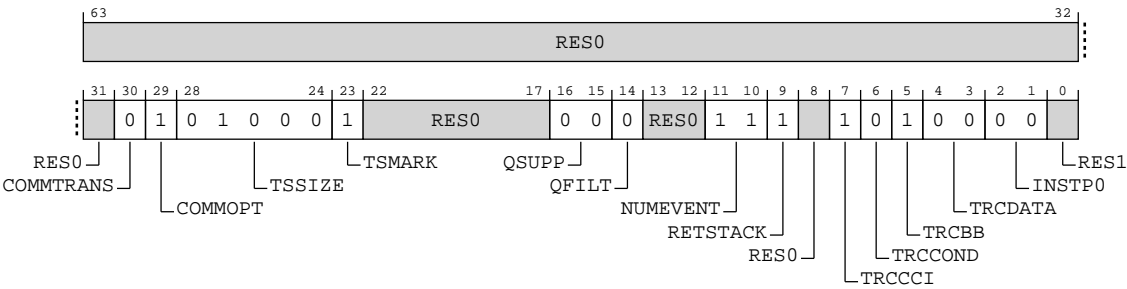 63 32
RES0
31 30 29 28 24 23 22 17 16 15 14 13 12 11 10 9 8 7 6 5 4 3 2 1 0
0 1 0 1 0 0 0 1 RES0 0 0 0 RES0 1 1 1 1 0 1 0 0 0 0
RES0 TSMARK QSUPP RES1
COMMTRANS TSSIZE QFILT INSTP0
COMMOPT NUMEVENT TRCDATA
RETSTACK TRCBB
RES0 TRCCOND
TRCCCI